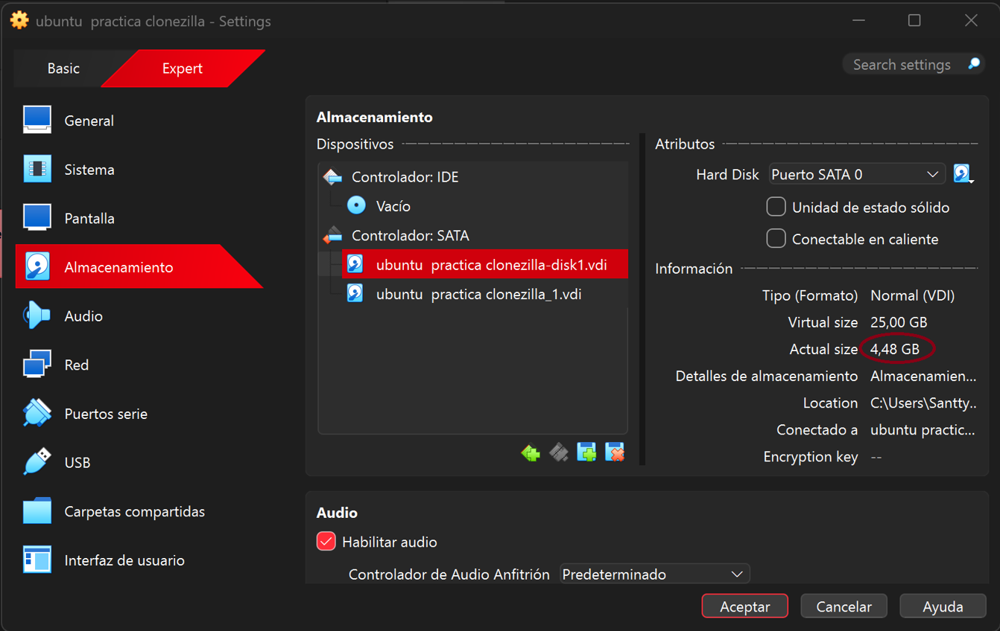 ubuntu  practica clonezilla - Settings
Basic
Expert
Search settings
General
Sistema
Pantalla
Almacenamiento
Audio
Red
Puertos serie
USB
Carpetas compartidas
Interfaz de usuario
Almacenamiento
Dispositivos
Controlador: IDE
Vacío
Controlador: SATA
ubuntu  practica clonezilla-disk1.vdi
ubuntu  practica clonezilla_1.vdi
Atributos
Hard Disk Puerto SATA 0
Unidad de estado sólido
Conectable en caliente
Información
Tipo (Formato) Normal (VDI)
Virtual size 25,00 GB
Actual size 4,48 GB
Detalles de almacenamiento Almacenamien...
Location C:\Users\Santty...
Conectado a ubuntu practic...
Encryption key --
Audio
Habilitar audio
Controlador de Audio Anfitrión Predeterminado
Aceptar
Cancelar
Ayuda